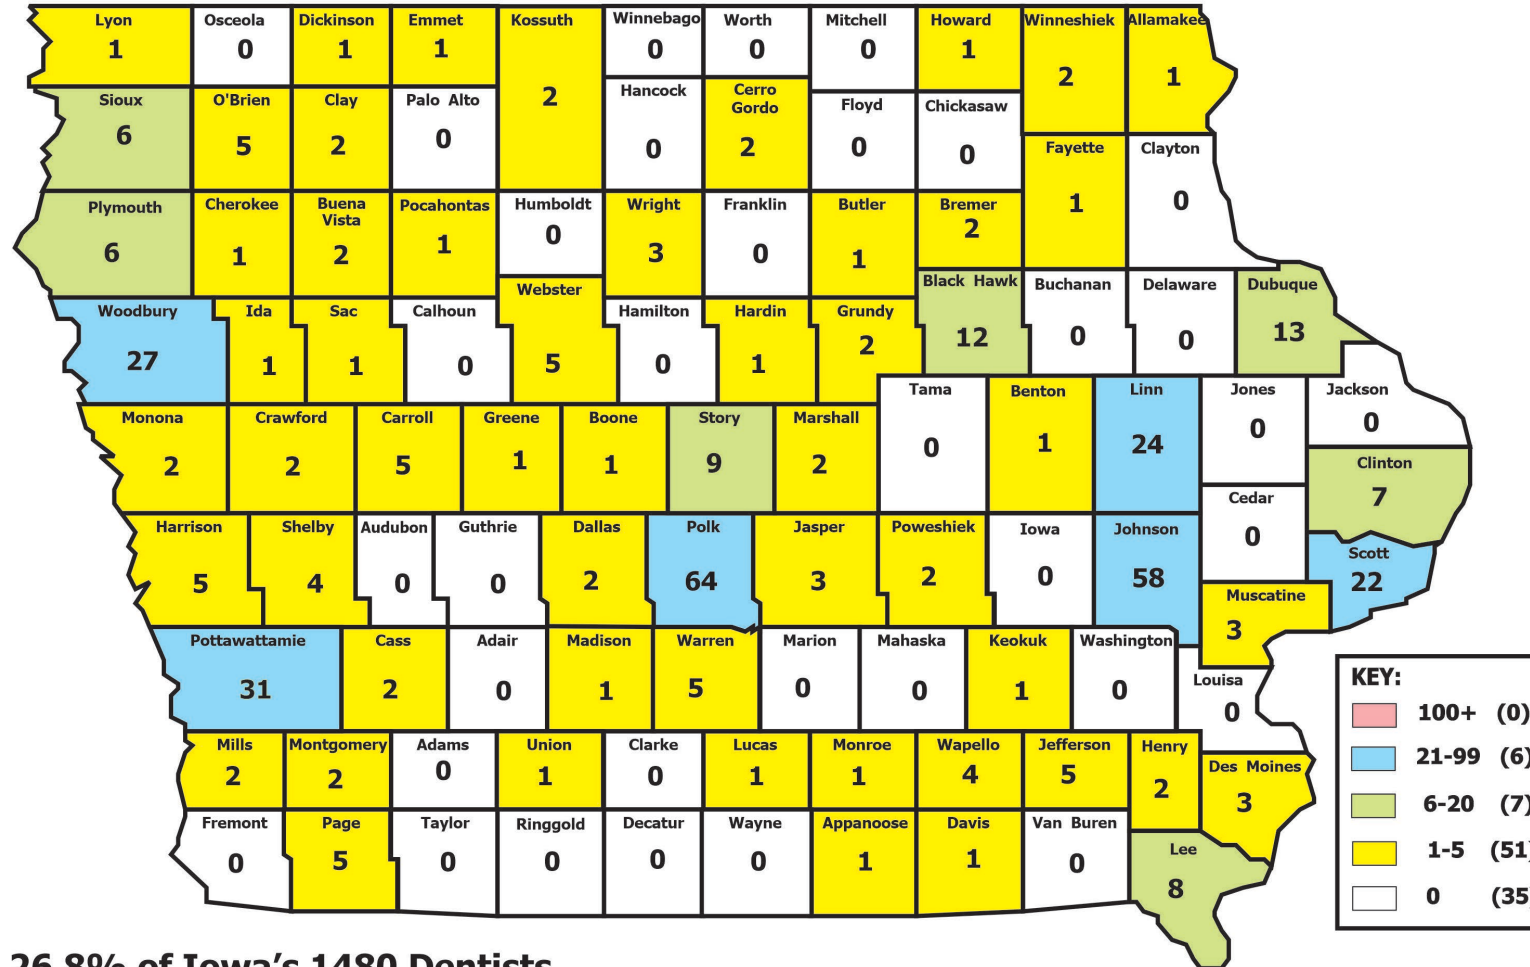 Lyon
1
Osceola
0
Dickinson
1
Emmet
1
Kossuth
2
Winnebago
0
Worth
0
Mitchell
0
Howard
1
Winneshiek
2
Allamakee
1
Sioux
6
O'Brien
5
Clay
2
Palo Alto
0
Hancock
0
Cerro
Gordo
2
Floyd
0
Chickasaw
0
Fayette
1
Clayton
0
Plymouth
6
Cherokee
1
Buena
Vista
2
Pocahontas
1
Humboldt
0
Wright
3
Franklin
0
Butler
1
Bremer
2
Woodbury
27
Ida
1
Sac
1
Calhoun
0
Webster
5
Hamilton
0
Hardin
1
Grundy
2
Black Hawk
12
Buchanan
0
Delaware
0
Dubuque
13
Monona
2
Crawford
2
Carroll
5
Greene
1
Boone
1
Story
9
Marshall
2
Tama
0
Benton
1
Linn
24
Jones
0
Jackson
0
Clinton
7
Cedar
0
Harrison
5
Shelby
4
Audubon
0
Guthrie
0
Dallas
2
Polk
64
Jasper
3
Poweshiek
2
Iowa
0
Johnson
58
Scott
22
Muscatine
3
Pottawattamie
31
Cass
2
Adair
0
Madison
1
Warren
5
Marion
0
Mahaska
0
Keokuk
1
Washington
0
Louisa
0
Mills
2
Montgomery
2
Adams
0
Union
1
Clarke
0
Lucas
1
Monroe
1
Wapello
4
Jefferson
5
Henry
2
Des Moines
3
Fremont
0
Page
5
Taylor
0
Ringgold
0
Decatur
0
Wayne
0
Appanoose
1
Davis
1
Van Buren
0
Lee
8
KEY:
100+ (0)
21-99 (6)
6-20 (7)
1-5 (51)
0 (35)
26.8% of Iowa's 1480 Dentists